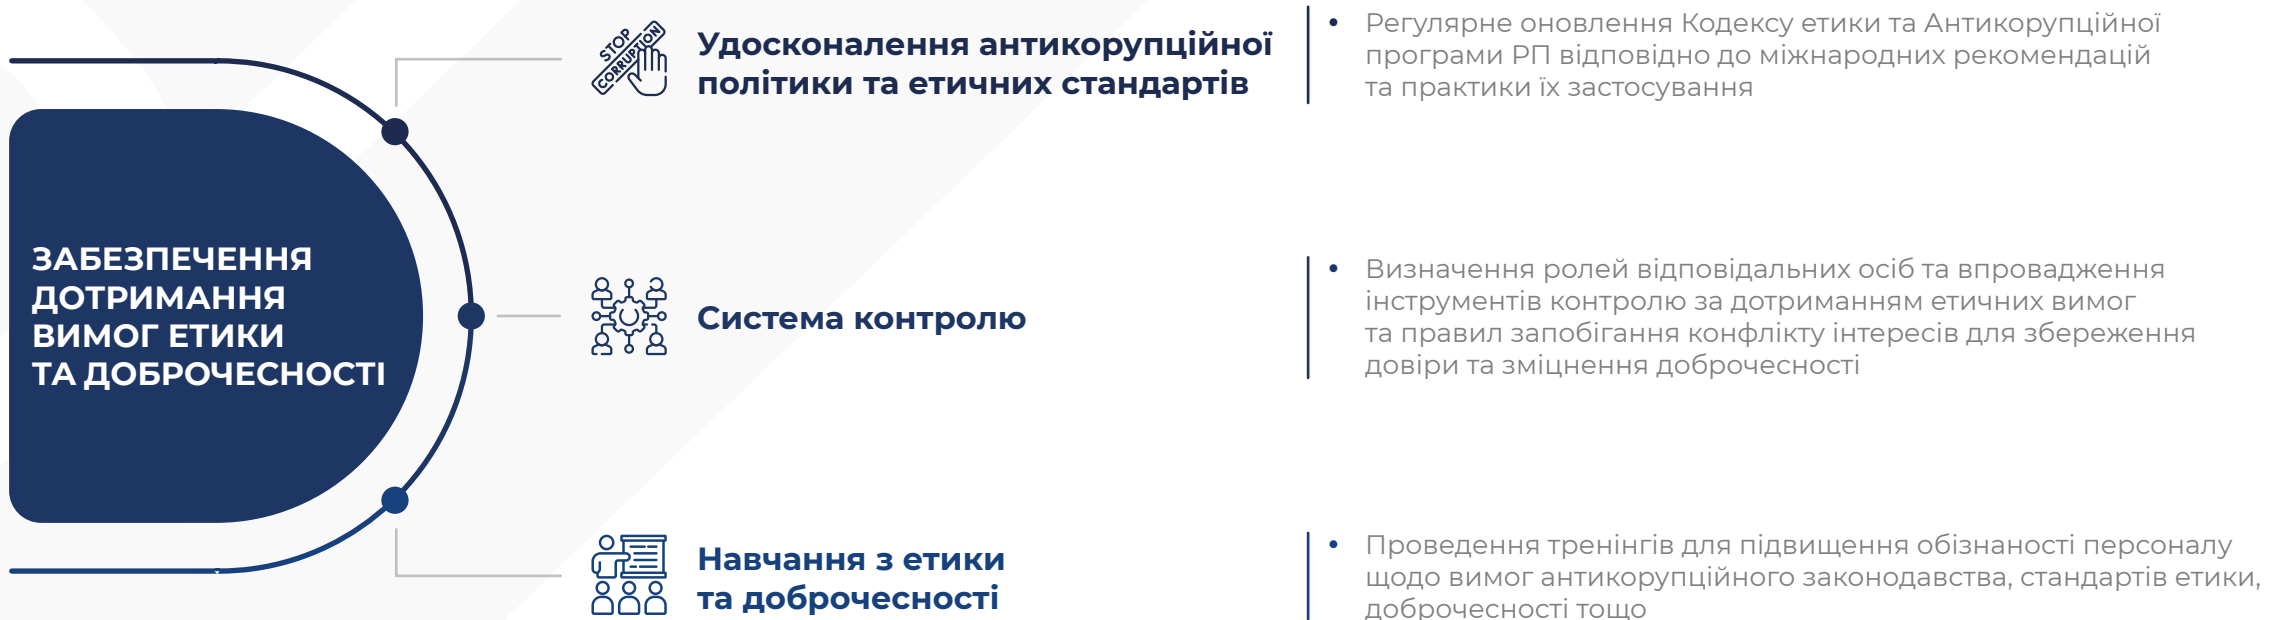 ЗАБЕЗПЕЧЕННЯ
ДОТРИМАННЯ
ВИМОГ ЕТИКИ
ТА ДОБРОЧЕСНОСТІ
STOP
CORRUPTION
Удосконалення антикорупційної
політики та етичних стандартів
• Регулярне оновлення Кодексу етики та Антикорупційної
програми РП відповідно до міжнародних рекомендацій
та практики їх застосування
Система контролю
• Визначення ролей відповідальних осіб та впровадження
інструментів контролю за дотриманням етичних вимог
та правил запобігання конфлікту інтересів для збереження
довіри та зміцнення доброчесності
Навчання з етики
та доброчесності
• Проведення тренінгів для підвищення обізнаності персоналу
щодо вимог антикорупційного законодавства, стандартів етики,
доброчесності тощо